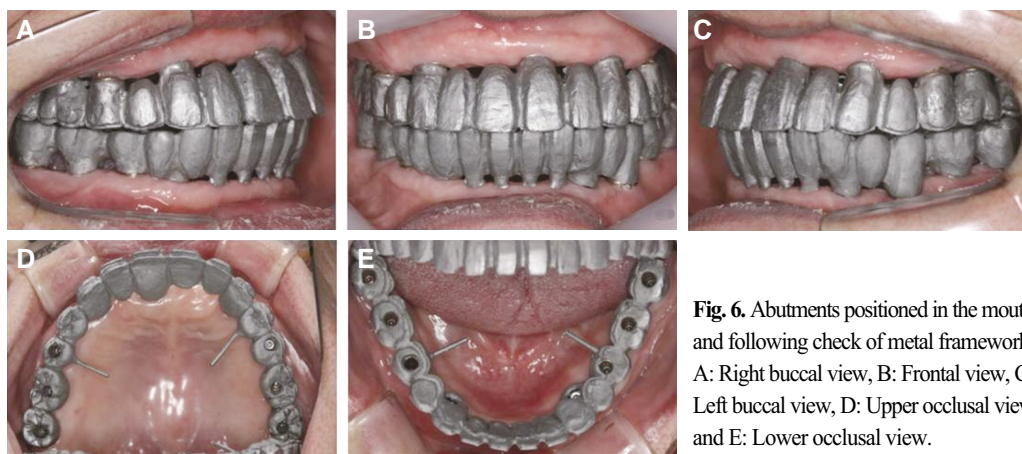 A
B
C
D
E
Fig. 6. Abutments positioned in the mout
and following check of metal framework
A: Right buccal view, B: Frontal view, C
Left buccal view, D: Upper occlusal view
and E: Lower occlusal view.